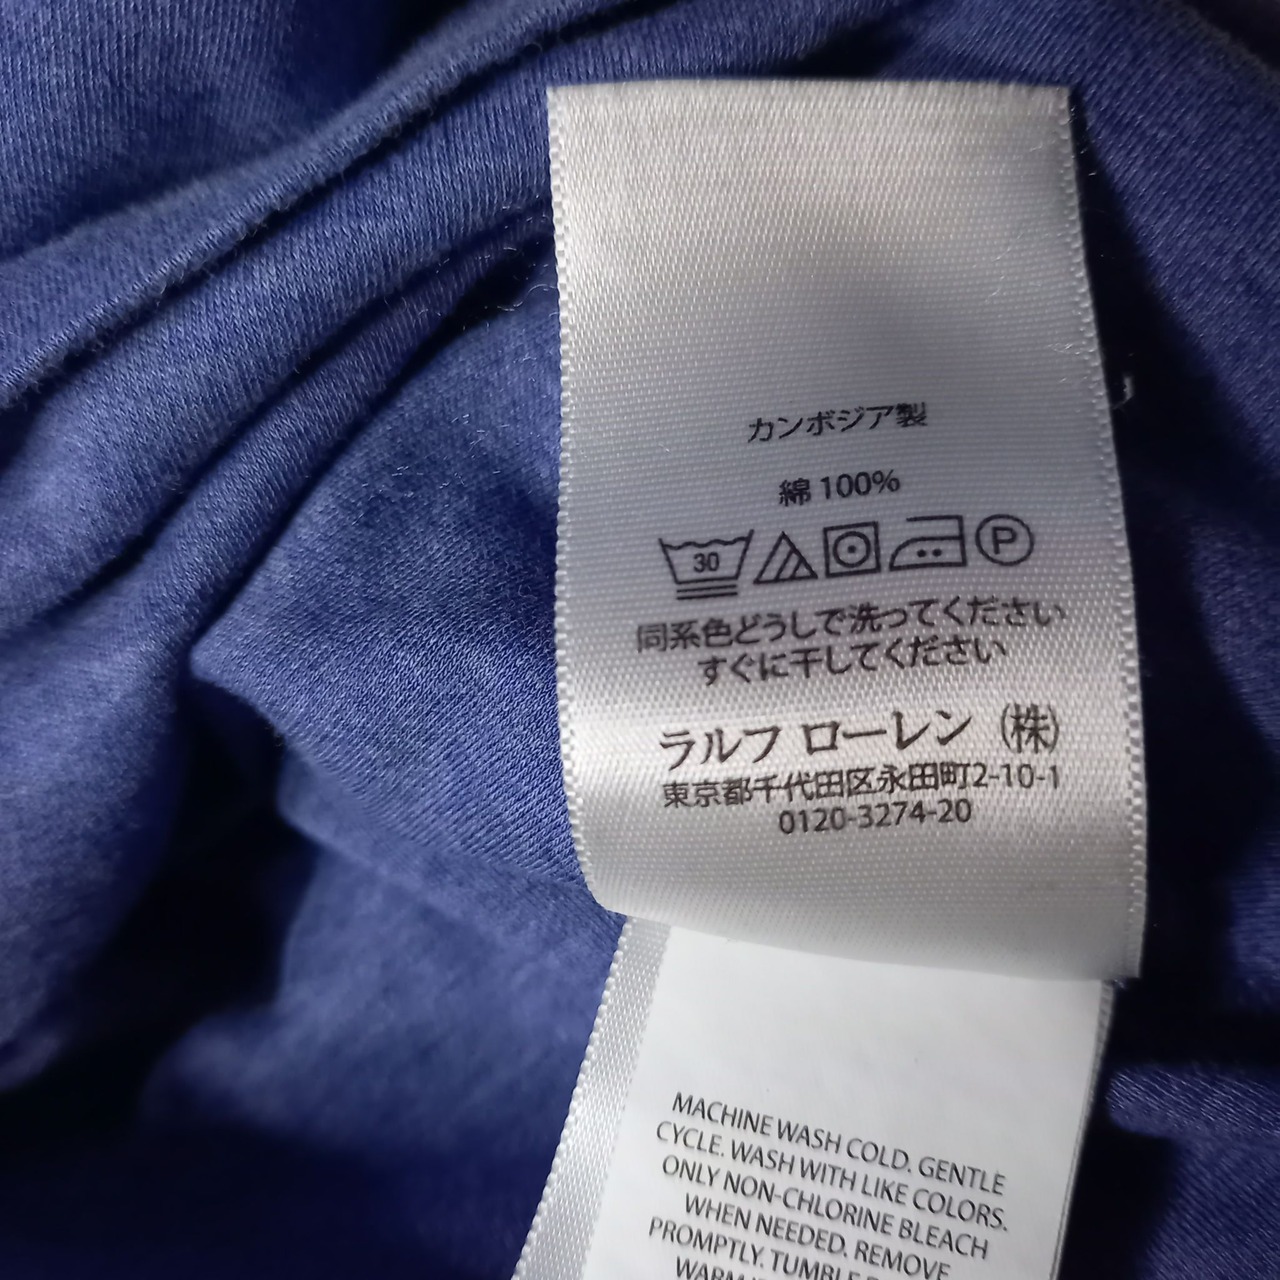 カンボジア製
綿 100%
30
P
同系色どうしで洗ってください
すぐに干してください
ラルフ ローレン (株)
東京都千代田区永田町2-10-1
0120-3274-20
MACHINE WASH COLD. GENTLE
CYCLE. WASH WITH LIKE COLORS.
ONLY NON-CHLORINE BLEACH
WHEN NEEDED. REMOVE
PROMPTLY. TUMBLE